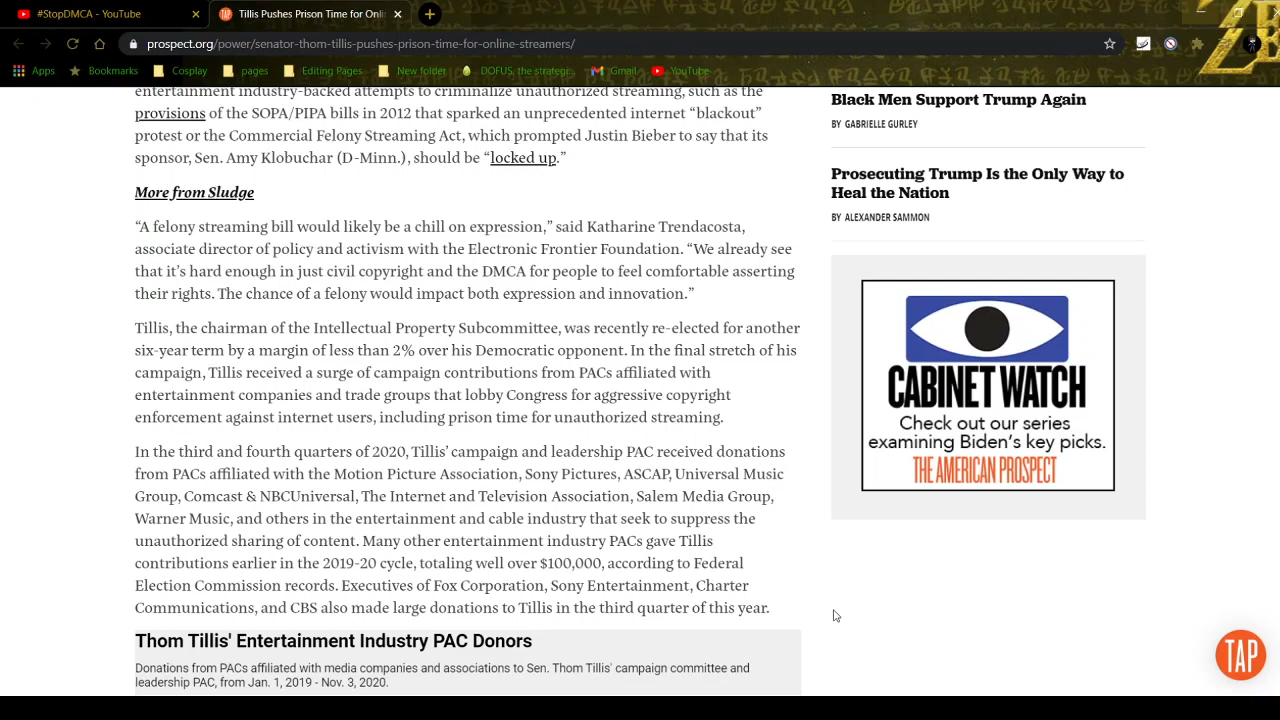 #StopDMCA - YouTube
Tillis Pushes Prison Time for Onli
prospect.org/power/senator-thom-tillis-pushes-prison-time-for-online-streamers/
Apps
Bookmarks
Cosplay
pages
Editing Pages
New folder
DOFUS, the strateg...
Gmail
YouTube
entertainment industry-backed attempts to criminalize unauthorized streaming, such as the
provisions of the SOPA/PIPA bills in 2012 that sparked an unprecedented internet “blackout”
protest or the Commercial Felony Streaming Act, which prompted Justin Bieber to say that its
sponsor, Sen. Amy Klobuchar (D-Minn.), should be “locked up.”
More from Sludge
“A felony streaming bill would likely be a chill on expression,” said Katharine Trendacosta,
associate director of policy and activism with the Electronic Frontier Foundation. “We already see
that it’s hard enough in just civil copyright and the DMCA for people to feel comfortable asserting
their rights. The chance of a felony would impact both expression and innovation.”
Tillis, the chairman of the Intellectual Property Subcommittee, was recently re-elected for another
six-year term by a margin of less than 2% over his Democratic opponent. In the final stretch of his
campaign, Tillis received a surge of campaign contributions from PACs affiliated with
entertainment companies and trade groups that lobby Congress for aggressive copyright
enforcement against internet users, including prison time for unauthorized streaming.
In the third and fourth quarters of 2020, Tillis’ campaign and leadership PAC received donations
from PACs affiliated with the Motion Picture Association, Sony Pictures, ASCAP, Universal Music
Group, Comcast & NBCUniversal, The Internet and Television Association, Salem Media Group,
Warner Music, and others in the entertainment and cable industry that seek to suppress the
unauthorized sharing of content. Many other entertainment industry PACs gave Tillis
contributions earlier in the 2019-20 cycle, totaling well over $100,000, according to Federal
Election Commission records. Executives of Fox Corporation, Sony Entertainment, Charter
Communications, and CBS also made large donations to Tillis in the third quarter of this year.
Thom Tillis' Entertainment Industry PAC Donors
Donations from PACs affiliated with media companies and associations to Sen. Thom Tillis' campaign committee and
leadership PAC, from Jan. 1, 2019 - Nov. 3, 2020.
Black Men Support Trump Again
BY GABRIELLE GURLEY
Prosecuting Trump Is the Only Way to
Heal the Nation
BY ALEXANDER SAMMON
CABINET WATCH
Check out our series
examining Biden's key picks.
THE AMERICAN PROSPECT
TAP